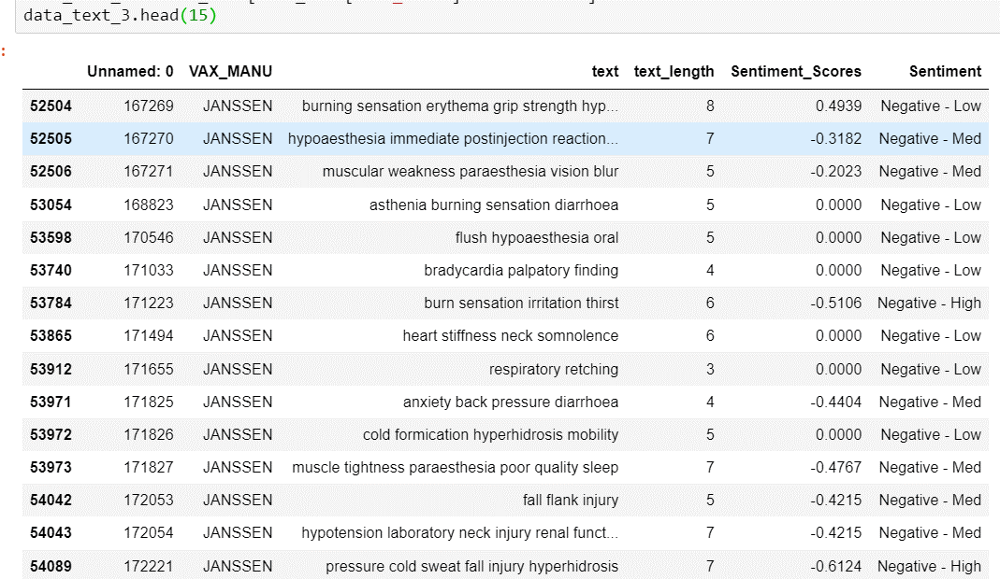 data_text_3.head(15)
:
Unnamed: 0 VAX_MANU text text_length Sentiment_Scores Sentiment
52504 167269 JANSSEN burning sensation erythema grip strength hyp... 8 0.4939 Negative - Low
52505 167270 JANSSEN hypoaesthesia immediate postinjection reaction... 7 -0.3182 Negative - Med
52506 167271 JANSSEN muscular weakness paraesthesia vision blur 5 -0.2023 Negative - Med
53054 168823 JANSSEN asthenia burning sensation diarrhoea 5 0.0000 Negative - Low
53598 170546 JANSSEN flush hypoaesthesia oral 5 0.0000 Negative - Low
53740 171033 JANSSEN bradycardia palpatory finding 4 0.0000 Negative - Low
53784 171223 JANSSEN burn sensation irritation thirst 6 -0.5106 Negative - High
53865 171494 JANSSEN heart stiffness neck somnolence 6 0.0000 Negative - Low
53912 171655 JANSSEN respiratory retching 3 0.0000 Negative - Low
53971 171825 JANSSEN anxiety back pressure diarrhoea 4 -0.4404 Negative - Med
53972 171826 JANSSEN cold formication hyperhidrosis mobility 5 0.0000 Negative - Low
53973 171827 JANSSEN muscle tightness paraesthesia poor quality sleep 7 -0.4767 Negative - Med
54042 172053 JANSSEN fall flank injury 5 -0.4215 Negative - Med
54043 172054 JANSSEN hypotension laboratory neck injury renal funct... 7 -0.4215 Negative - Med
54089 172221 JANSSEN pressure cold sweat fall injury hyperhidrosis 7 -0.6124 Negative - High